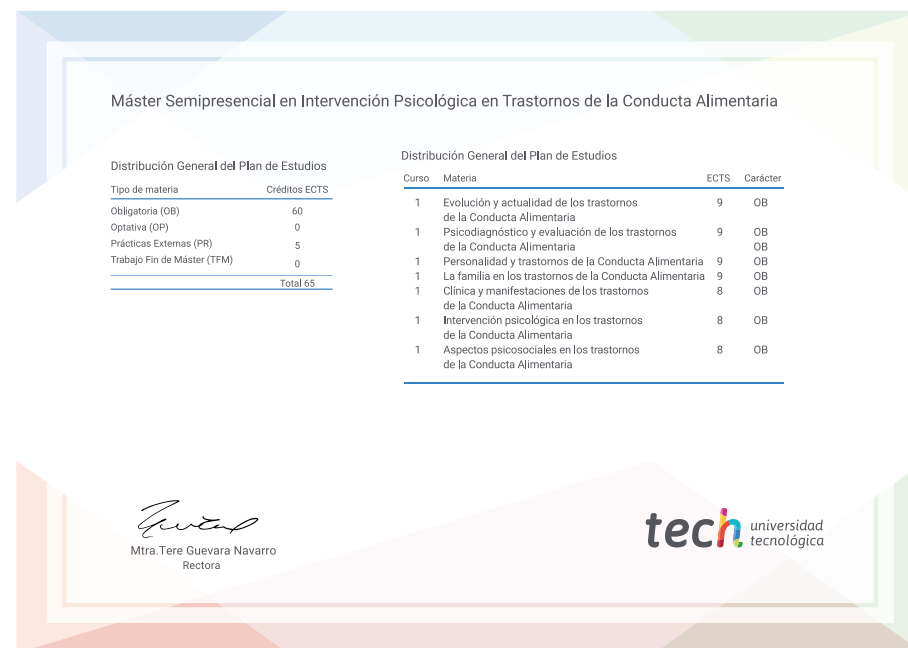 Máster Semipresencial en Intervención Psicológica en Trastornos de la Conducta Alimentaria
Distribución General del Plan de Estudios
Tipo de materia Créditos ECTS
Obligatoria (OB) 60
Optativa (OP) 0
Prácticas Externas (PR) 5
Trabajo Fin de Máster (TFM) 0
Total 65
Distribución General del Plan de Estudios
Curso Materia ECTS Carácter
1 Evolución y actualidad de los trastornos 9 OB
de la Conducta Alimentaria
1 Psicodiagnóstico y evaluación de los trastornos 9 OB
de la Conducta Alimentaria OB
1 Personalidad y trastornos de la Conducta Alimentaria 9 OB
1 La familia en los trastornos de la Conducta Alimentaria 9 OB
1 Clínica y manifestaciones de los trastornos 8 OB
de la Conducta Alimentaria
1 Intervención psicológica en los trastornos 8 OB
de la Conducta Alimentaria
1 Aspectos psicosociales en los trastornos 8 OB
de la Conducta Alimentaria
Mtra.Tere Guevara Navarro
Rectora
tech universidad
tecnológica